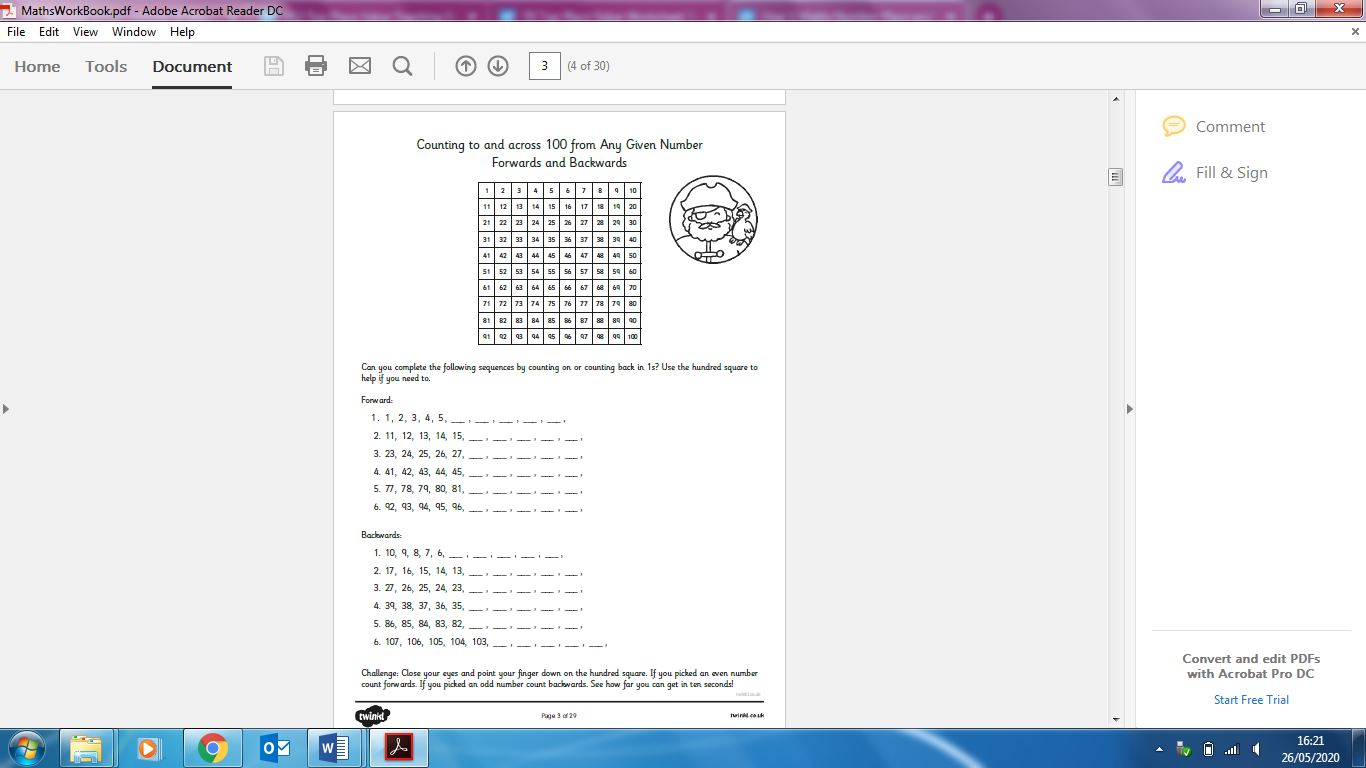 MathsWorkBook.pdf - Adobe Acrobat Reader DC
File Edit View Window Help
Home Tools Document 3 (4 of 30)
Comment
Fill & Sign
Counting to and across 100 from Any Given Number
Forwards and Backwards
1 2 3 4 5 6 7 8 9 10
11 12 13 14 15 16 17 18 19 20
21 22 23 24 25 26 27 28 29 30
31 32 33 34 35 36 37 38 39 40
41 42 43 44 45 46 47 48 49 50
51 52 53 54 55 56 57 58 59 60
61 62 63 64 65 66 67 68 69 70
71 72 73 74 75 76 77 78 79 80
81 82 83 84 85 86 87 88 89 90
91 92 93 94 95 96 97 98 99 100
Can you complete the following sequences by counting on or counting back in 1s? Use the hundred square to
help if you need to.
Forward:
1. 1, 2, 3, 4, 5, ___ , ___ , ___ , ___ , ___ ,
2. 11, 12, 13, 14, 15, ___ , ___ , ___ , ___ , ___ ,
3. 23, 24, 25, 26, 27, ___ , ___ , ___ , ___ , ___ ,
4. 41, 42, 43, 44, 45, ___ , ___ , ___ , ___ , ___ ,
5. 77, 78, 79, 80, 81, ___ , ___ , ___ , ___ , ___ ,
6. 92, 93, 94, 95, 96, ___ , ___ , ___ , ___ , ___ ,
Backwards:
1. 10, 9, 8, 7, 6, ___ , ___ , ___ , ___ , ___ ,
2. 17, 16, 15, 14, 13, ___ , ___ , ___ , ___ , ___ ,
3. 27, 26, 25, 24, 23, ___ , ___ , ___ , ___ , ___ ,
4. 39, 38, 37, 36, 35, ___ , ___ , ___ , ___ , ___ ,
5. 86, 85, 84, 83, 82, ___ , ___ , ___ , ___ , ___ ,
6. 107, 106, 105, 104, 103, ___ , ___ , ___ , ___ , ___ ,
Challenge: Close your eyes and point your finger down on the hundred square. If you picked an even number
count forwards. If you picked an odd number count backwards. See how far you can get in ten seconds!
twinkl.co.uk
twinkl Page 3 of 29 twinkl.co.uk
Convert and edit PDFs
with Acrobat Pro DC
Start Free Trial
16:21
26/05/2020